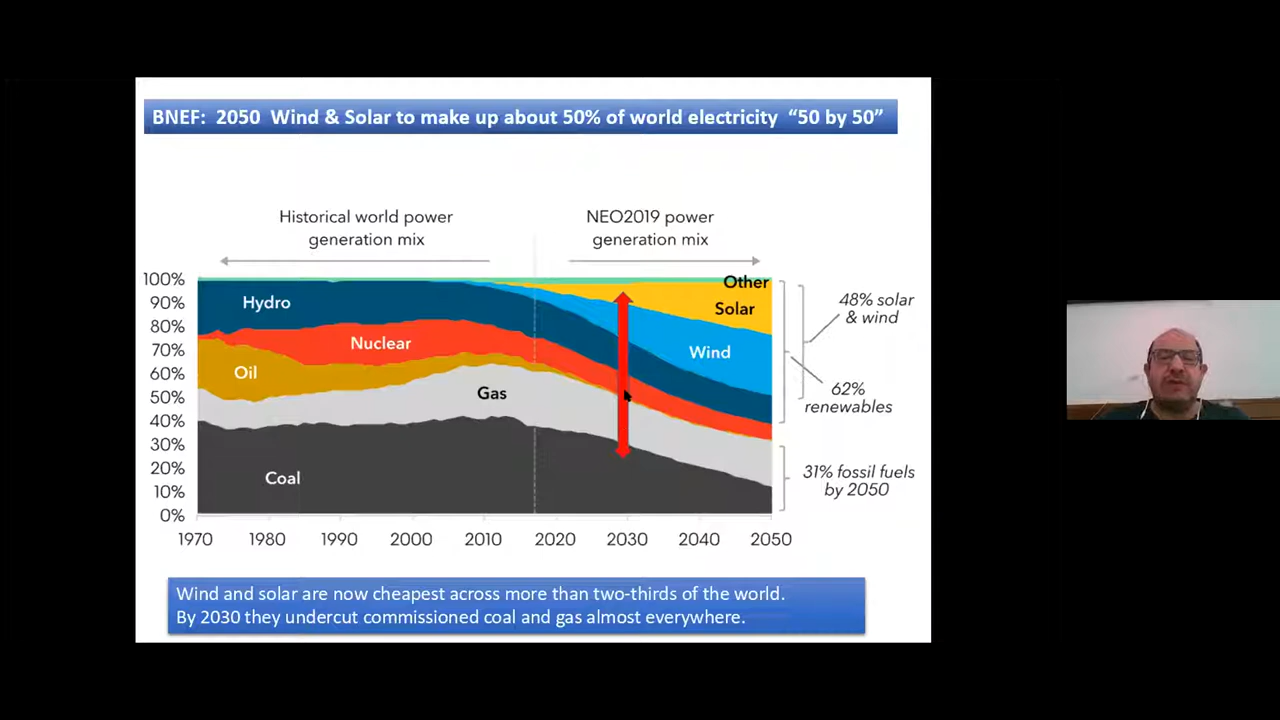 BNEF: 2050 Wind & Solar to make up about 50% of world electricity “50 by 50”
Historical world power
generation mix
NEO2019 power
generation mix
100%
90%
80%
70%
60%
50%
40%
30%
20%
10%
0%
Hydro
Nuclear
Oil
Gas
Coal
Other
Solar
Wind
48% solar
& wind
62%
renewables
31% fossil fuels
by 2050
1970 1980 1990 2000 2010 2020 2030 2040 2050
Wind and solar are now cheapest across more than two-thirds of the world.
By 2030 they undercut commissioned coal and gas almost everywhere.